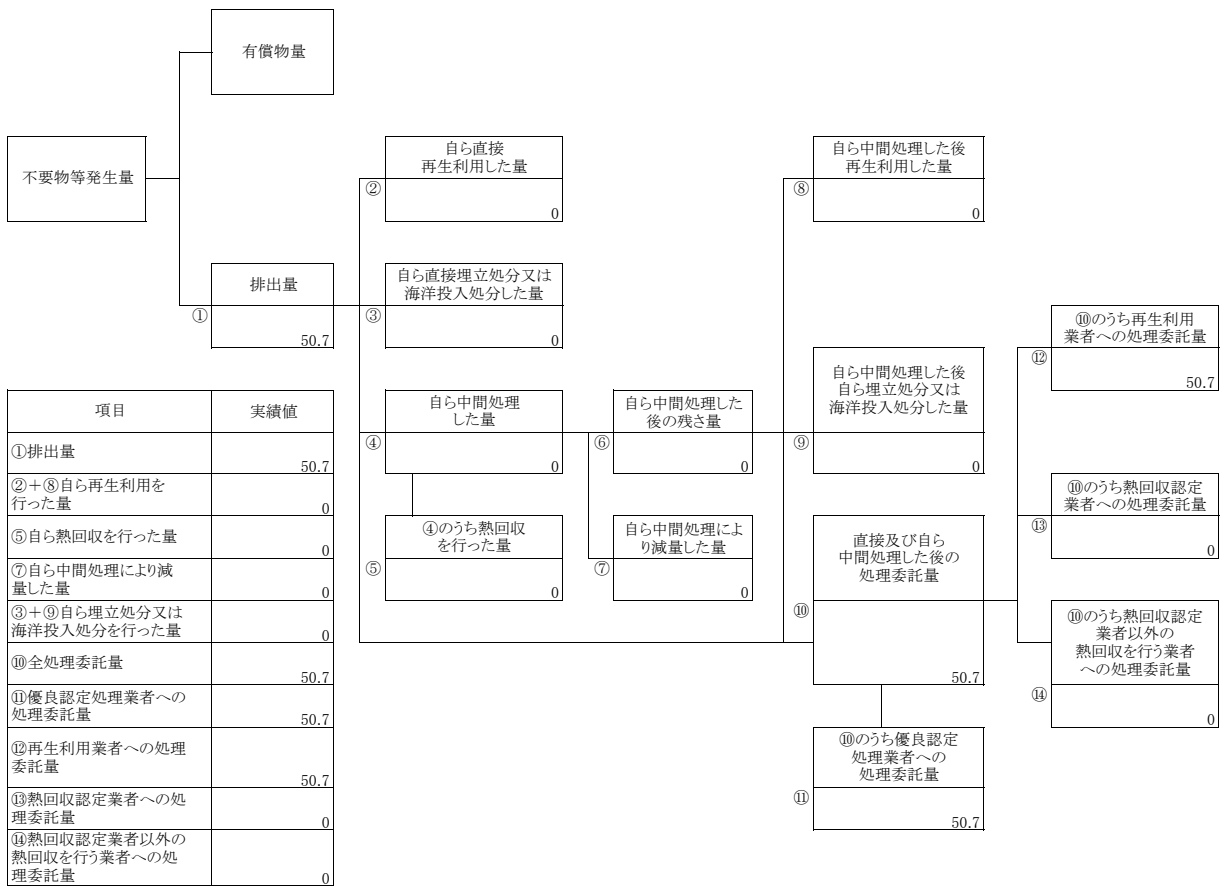 有償物量
不要物等発生量
自ら直接
再生利用した量
②
0
自ら中間処理した後
再生利用した量
⑧
0
排出量
①
50.7
自ら直接埋立処分又は
海洋投入処分した量
③
0
⑩のうち再生利用
業者への処理委託量
⑫
50.7
自ら中間処理
した量
④
0
自ら中間処理した
後の残さ量
⑥
0
自ら中間処理した後
自ら埋立処分又は
海洋投入処分した量
⑨
0
⑩のうち熱回収認定
業者への処理委託量
⑬
0
④のうち熱回収
を行った量
⑤
0
自ら中間処理によ
り減量した量
⑦
0
直接及び自ら
中間処理した後の
処理委託量
⑩
50.7
⑩のうち熱回収認定
業者以外の
熱回収を行う業者
への処理委託量
⑭
0
⑩のうち優良認定
処理業者への
処理委託量
⑪
50.7
項目 実績値
①排出量
50.7
②+⑧自ら再生利用を
行った量
0
⑤自ら熱回収を行った量
0
⑦自ら中間処理により減
量した量
0
③+⑨自ら埋立処分又は
海洋投入処分を行った量
0
⑩全処理委託量
50.7
⑪優良認定処理業者への
処理委託量
50.7
⑫再生利用業者への処理
委託量
50.7
⑬熱回収認定業者への処
理委託量
0
⑭熱回収認定業者以外の
熱回収を行う業者への処
理委託量
0